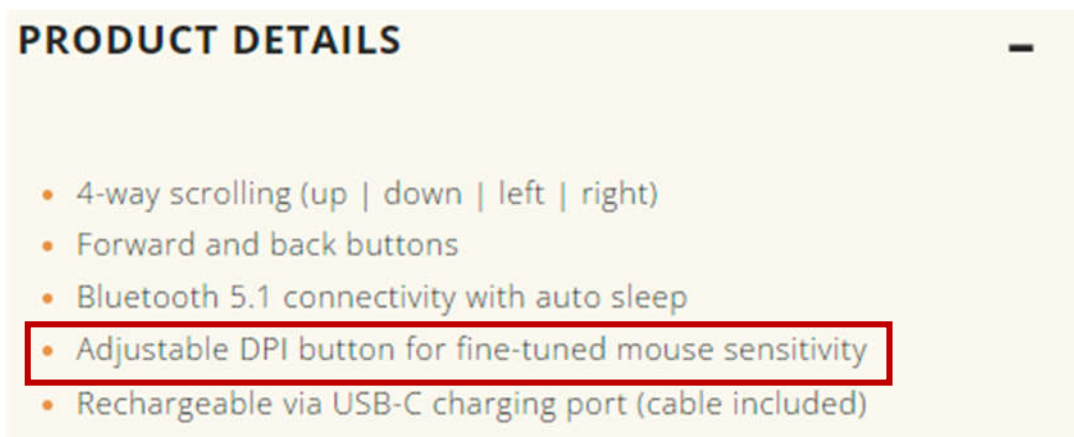 PRODUCT DETAILS
• 4-way scrolling (up | down | left | right)
• Forward and back buttons
• Bluetooth 5.1 connectivity with auto sleep
• Adjustable DPI button for fine-tuned mouse sensitivity
• Rechargeable via USB-C charging port (cable included)